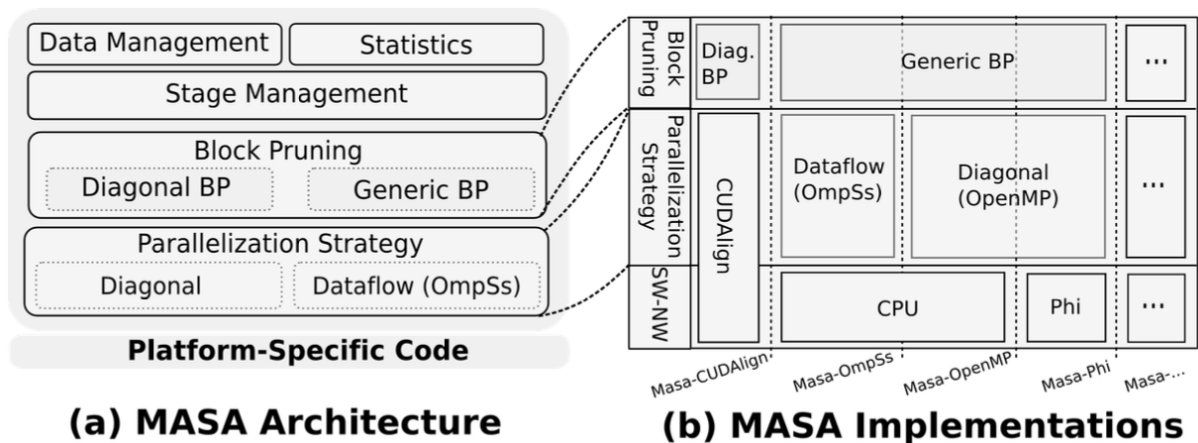 Data Management
Statistics
Stage Management
Block Pruning
Diagonal BP
Generic BP
Parallelization Strategy
Diagonal
Dataflow (OmpSs)
Platform-Specific Code
(a) MASA Architecture
Block
Pruning
Diag.
BP
Generic BP
...
Parallelization
Strategy
CUDAlign
Dataflow
(OmpSs)
Diagonal
(OpenMP)
...
SW-NW
CPU
Phi
...
Masa-CUDAlign
Masa-OmpSs
Masa-OpenMP
Masa-Phi
Masa-...
(b) MASA Implementations